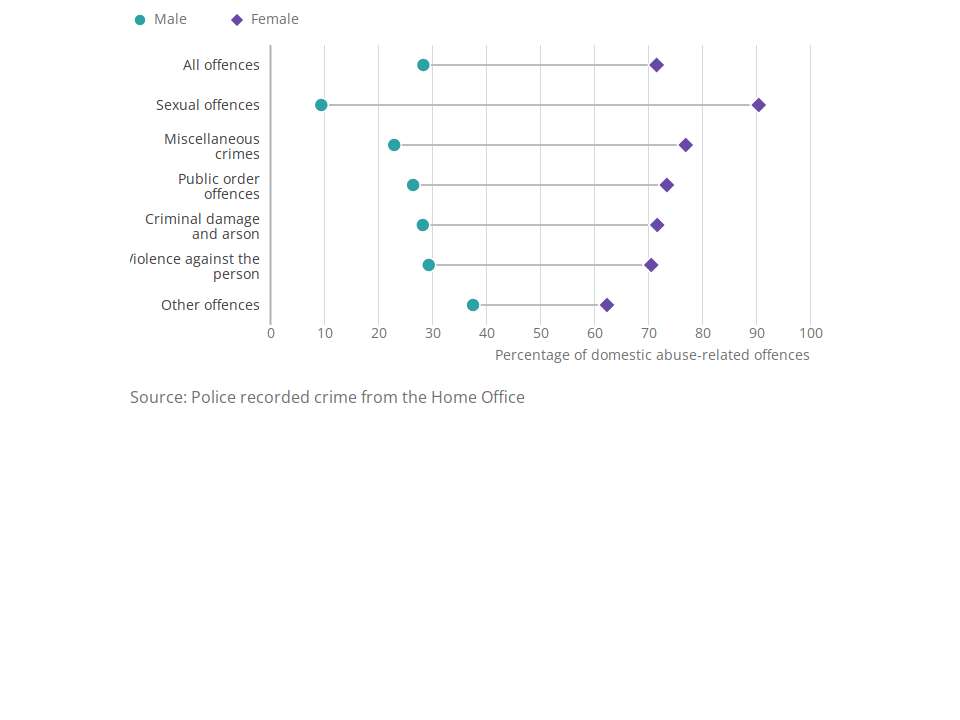 Male
Female
All offences
Sexual offences
Miscellaneous
crimes
Public order
offences
Criminal damage
and arson
Violence against the
person
Other offences
0 10 20 30 40 50 60 70 80 90 100
Percentage of domestic abuse-related offences
Source: Police recorded crime from the Home Office